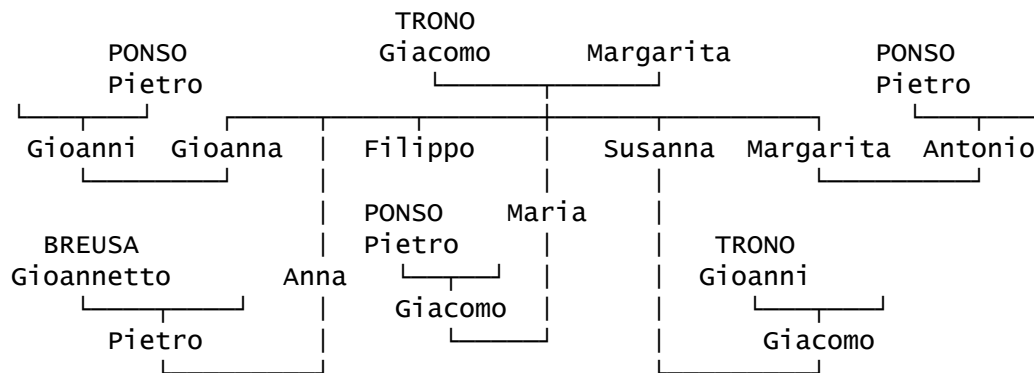 TRONO
PONSO Giacomo Margarita PONSO
Pietro Pietro
Gioanni Gioanna Filippo Susanna Margarita Antonio
PONSO Maria
BREUSA Pietro TRONO
Gioannetto Anna Gioanni
Giacomo
Pietro Giacomo